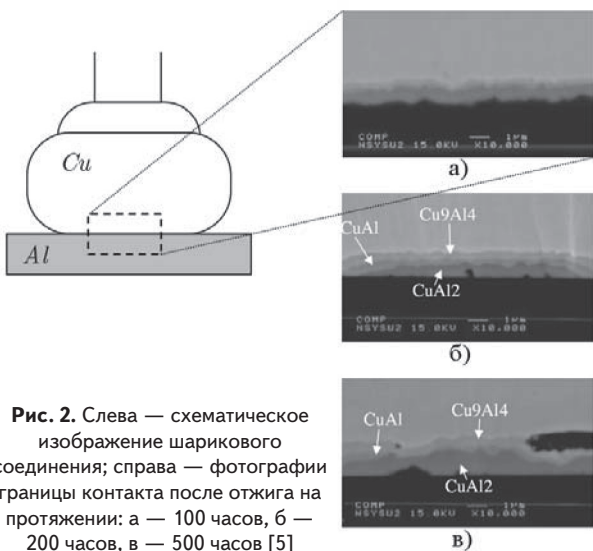 Cu
Al
COMP
NSYSU2 15.0KV X10,000 1µm
а)
CuAl
Cu9Al4
CuAl2
COMP
NSYSU2 15.0KV X10,000 1µm
б)
CuAl
Cu9Al4
CuAl2
COMP
NSYSU2 15.0KV X10,000 1µm
в)
Рис. 2. Слева — схематическое
изображение шарикового
соединения; справа — фотографии
границы контакта после отжига на
протяжении: а — 100 часов, б —
200 часов, в — 500 часов [5]